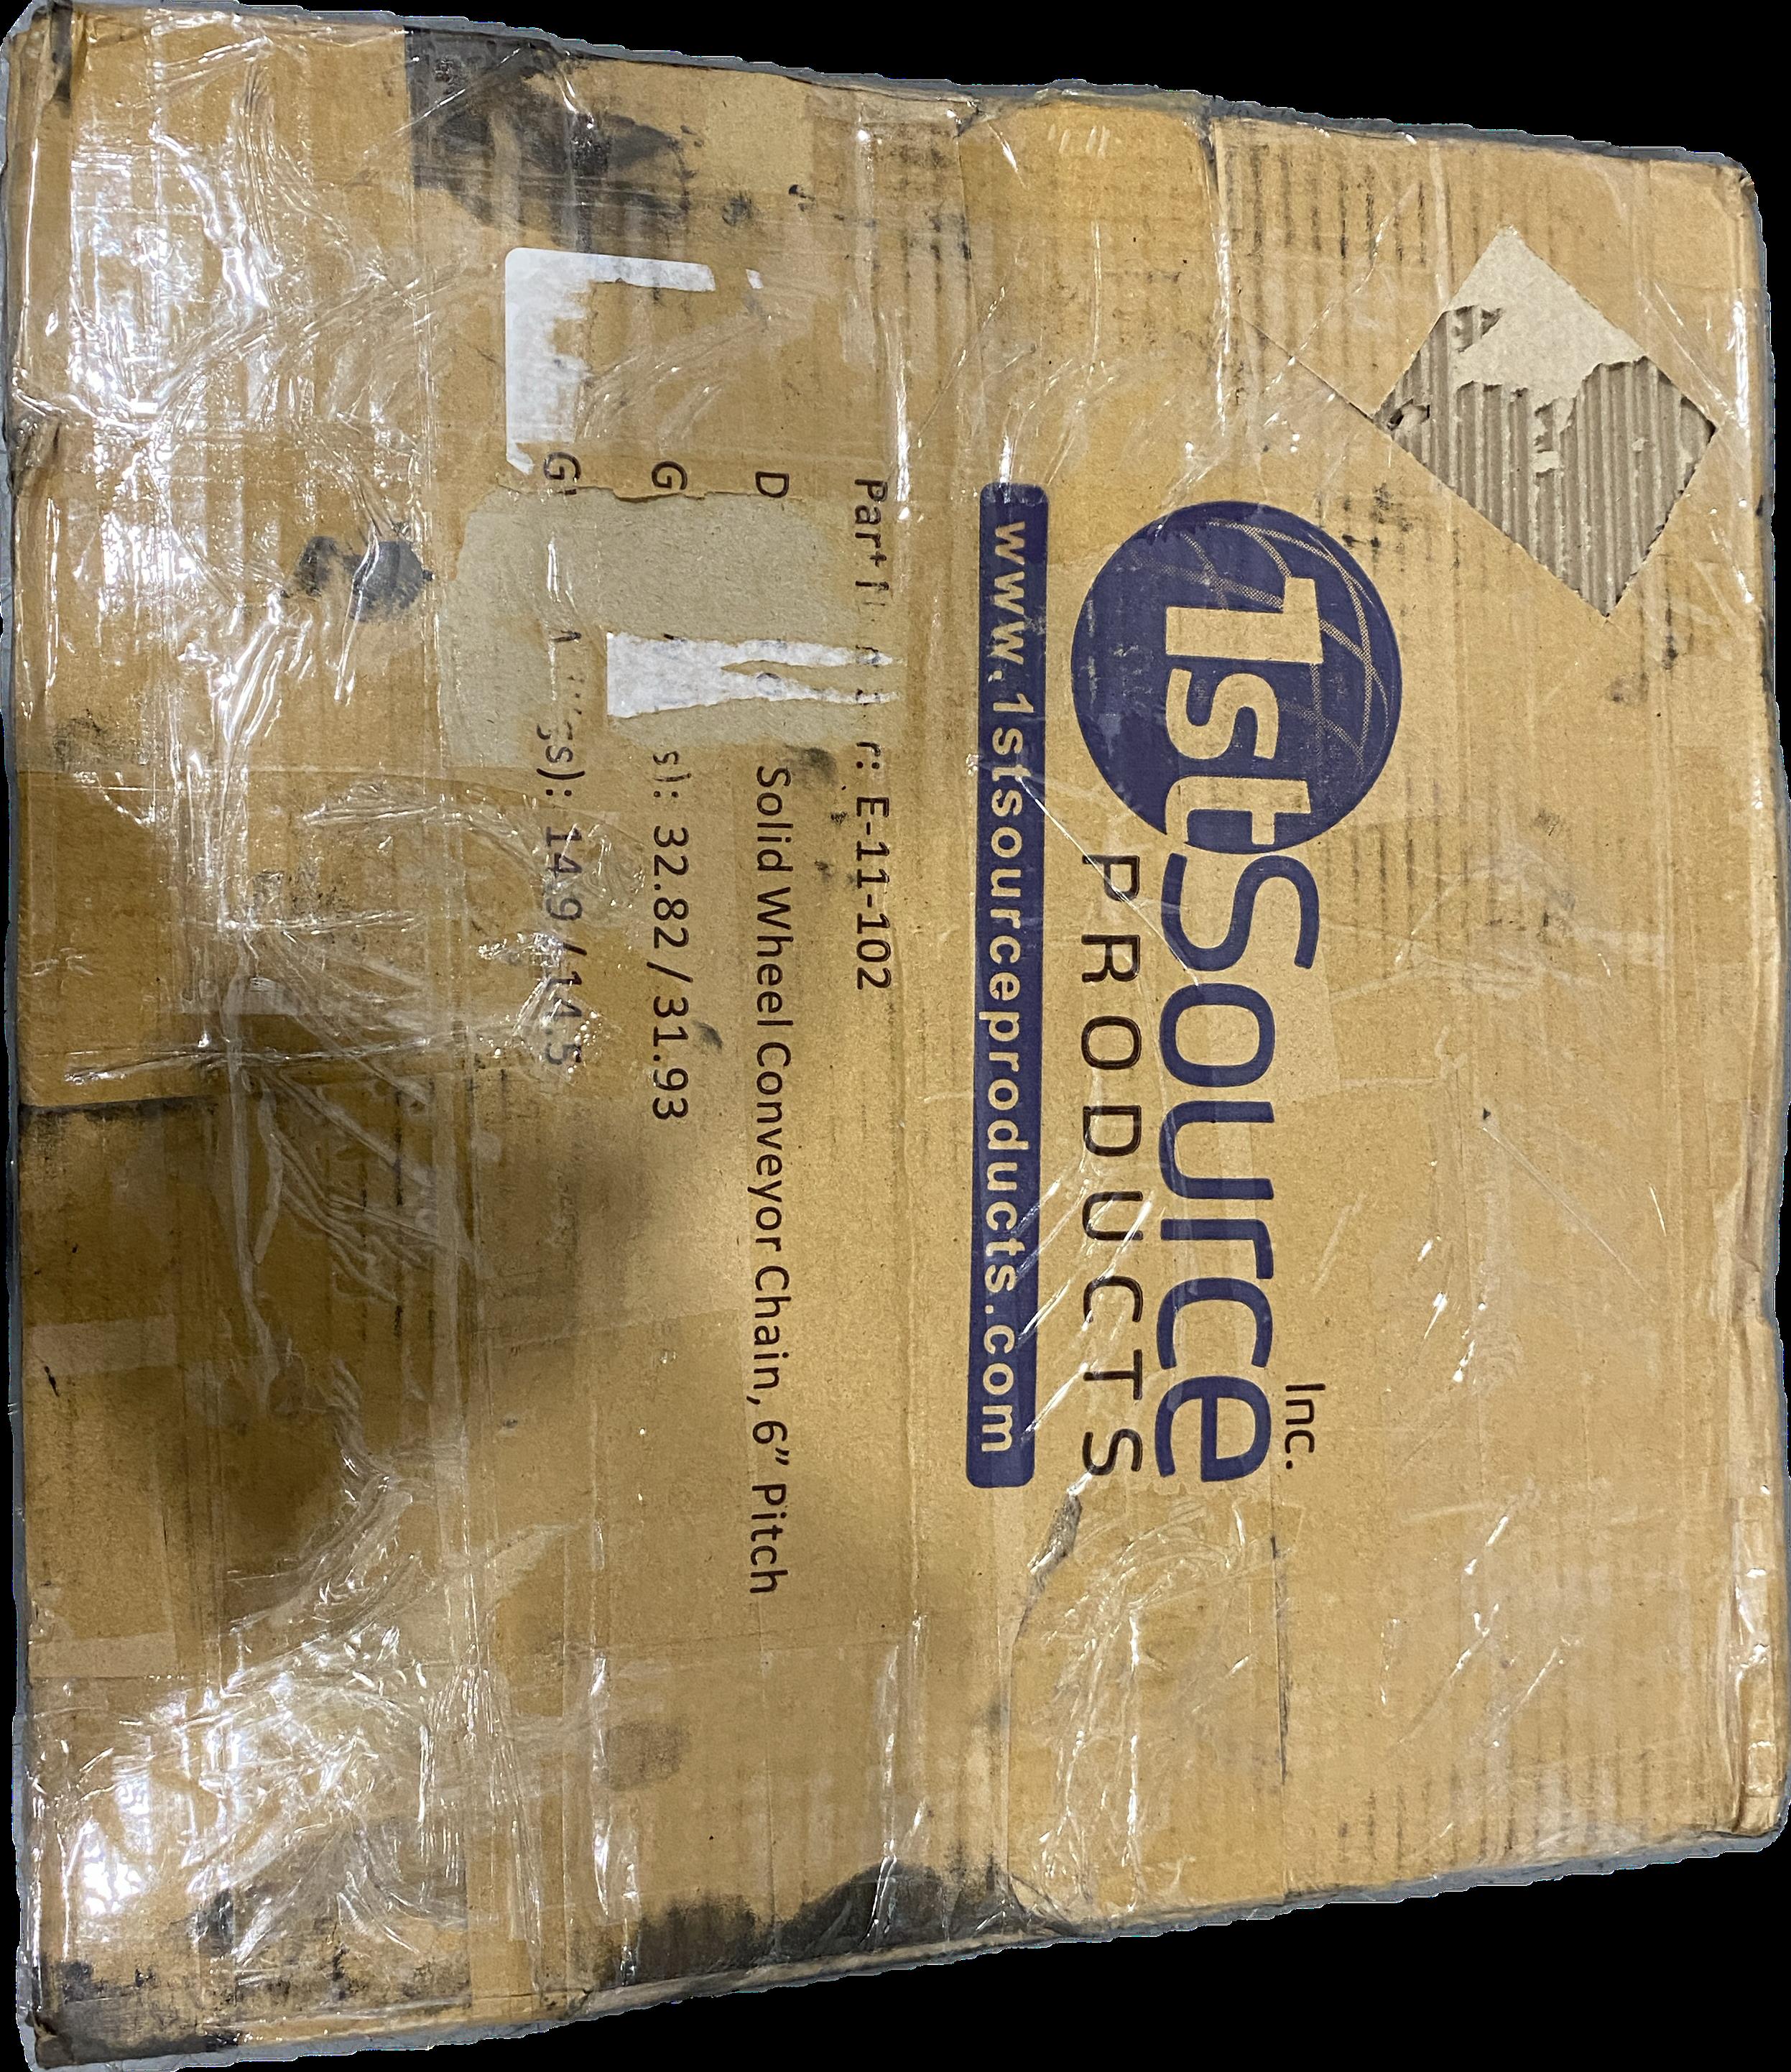 1stSource Inc.
PRODUCTS
www.1stsourceproducts.com
r: E-11-102
D Solid Wheel Conveyor Chain, 6” Pitch
G s): 32.82 / 31.93
G gs): 14.9 / 14.5